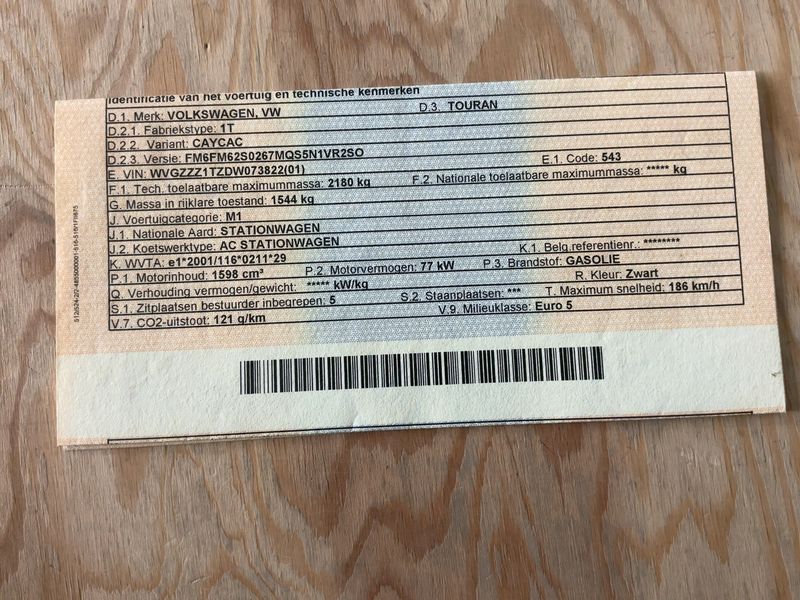 Identificatie van het voertuig en technische kenmerken
D.1. Merk: VOLKSWAGEN, VW D.3. TOURAN
D.2.1. Fabriekstype: 1T
D.2.2. Variant: CAYCAC
D.2.3. Versie: FM6FM62S0267MQS5N1VR2SO
E. VIN: WVGZZZ1TZDW073822(01) E.1. Code: 543
F.1. Tech. toelaatbare maximummassa: 2180 kg F.2. Nationale toelaatbare maximummassa: ***** kg
G. Massa in rijklare toestand: 1544 kg
J. Voertuigcategorie: M1
J.1. Nationale Aard: STATIONWAGEN
J.2. Koetswerktype: AC STATIONWAGEN
K. WVTA: e1*2001/116*0211*29 K.1. Belg.referentienr.: ********
P.1. Motorinhoud: 1598 cm³ P.2. Motorvermogen: 77 kW P.3. Brandstof: GASOLIE
Q. Verhouding vermogen/gewicht: ***** kW/kg R. Kleur: Zwart
S.1. Zitplaatsen bestuurder inbegrepen: 5 S.2. Staanplaatsen: *** T. Maximum snelheid: 186 km/h
V.7. CO2-uitstoot: 121 g/km V.9. Milieuklasse: Euro 5